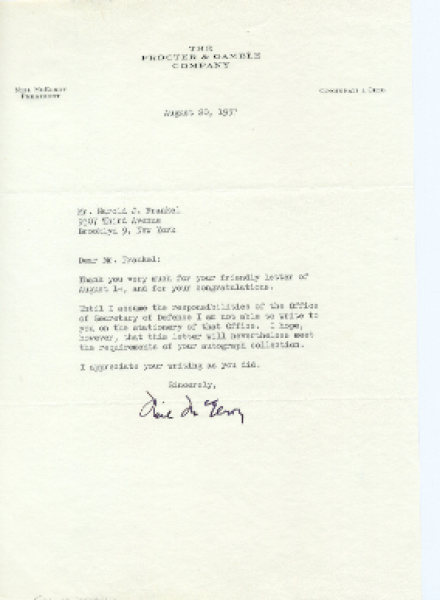 THE
PROCTER & GAMBLE
COMPANY
NEIL McELROY
PRESIDENT
CINCINNATI 1, OHIO
August 20, 1957
Mr. Harold J. Frankel
9307 Third Avenue
Brooklyn 9, New York
Dear Mr. Frankel:
Thank you very much for your friendly letter of
August 14, and for your congratulations.
Until I assume the responsibilities of the Office
of Secretary of Defense I am not able to write to
you on the stationery of that Office. I hope,
however, that this letter will nevertheless meet
the requirements of your autograph collection.
I appreciate your writing as you did.
Sincerely,
Neil McElroy